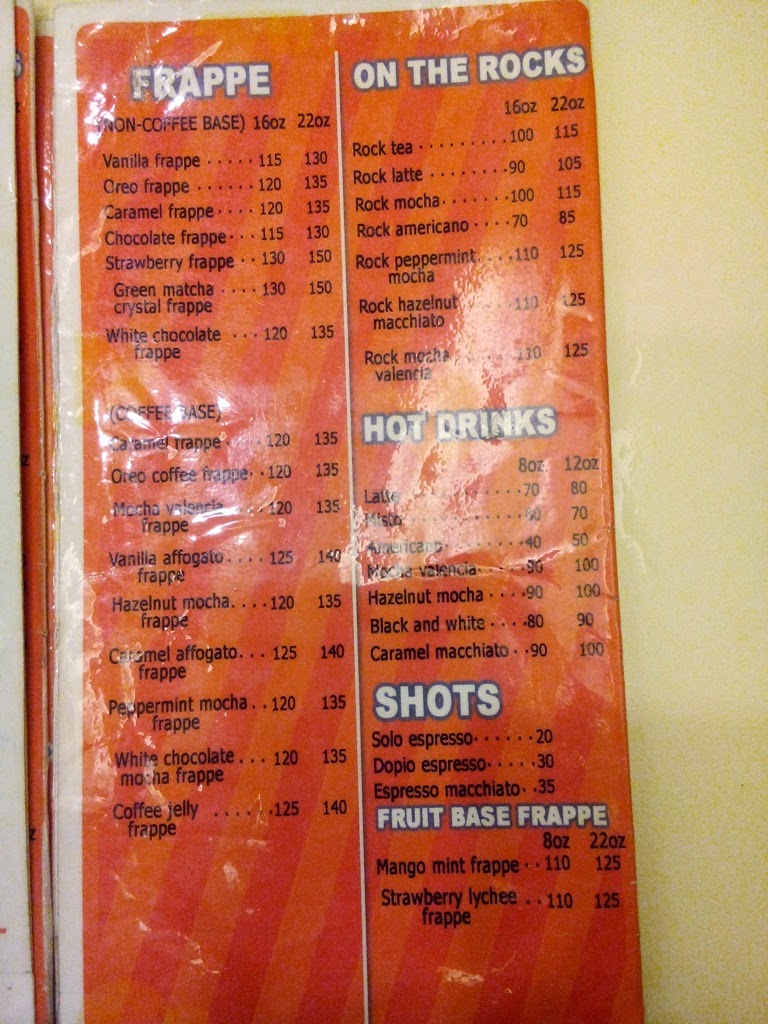 FRAPPE
(NON-COFFEE BASE) 16oz 22oz
Vanilla frappe ····· 115 130
Oreo frappe ······ 120 135
Caramel frappe ···· 120 135
Chocolate frappe ··· 115 130
Strawberry frappe ·· 130 150
Green matcha ···· 130 150
crystal frappe
White chocolate ··· 120 135
frappe
(COFFEE BASE)
Caramel frappe ···· 120 135
Oreo coffee frappe ·· 120 135
Mocha valencia ···· 120 135
frappe
Vanilla affogato .... 125 140
frappe
Hazelnut mocha.... 120 135
frappe
Caramel affogato... 125 140
frappe
Peppermint mocha .. 120 135
frappe
White chocolate ... 120 135
mocha frappe
Coffee jelly ...... 125 140
frappe
ON THE ROCKS
16oz 22oz
Rock tea ········· 100 115
Rock latte ········ 90 105
Rock mocha ······· 100 115
Rock americano ···· 70 85
Rock peppermint.... 110 125
mocha
Rock hazelnut ..... 110 125
macchiato
Rock mocha ...... 110 125
valencia
HOT DRINKS
8oz 12oz
Latte ·········· 70 80
Misto ·········· 60 70
Americano ······· 40 50
Mocha valencia ···· 90 100
Hazelnut mocha ···· 90 100
Black and white ···· 80 90
Caramel macchiato ·· 90 100
SHOTS
Solo espresso ······ 20
Dopio espresso ····· 30
Espresso macchiato ·· 35
FRUIT BASE FRAPPE
8oz 22oz
Mango mint frappe ·· 110 125
Strawberry lychee .. 110 125
frappe